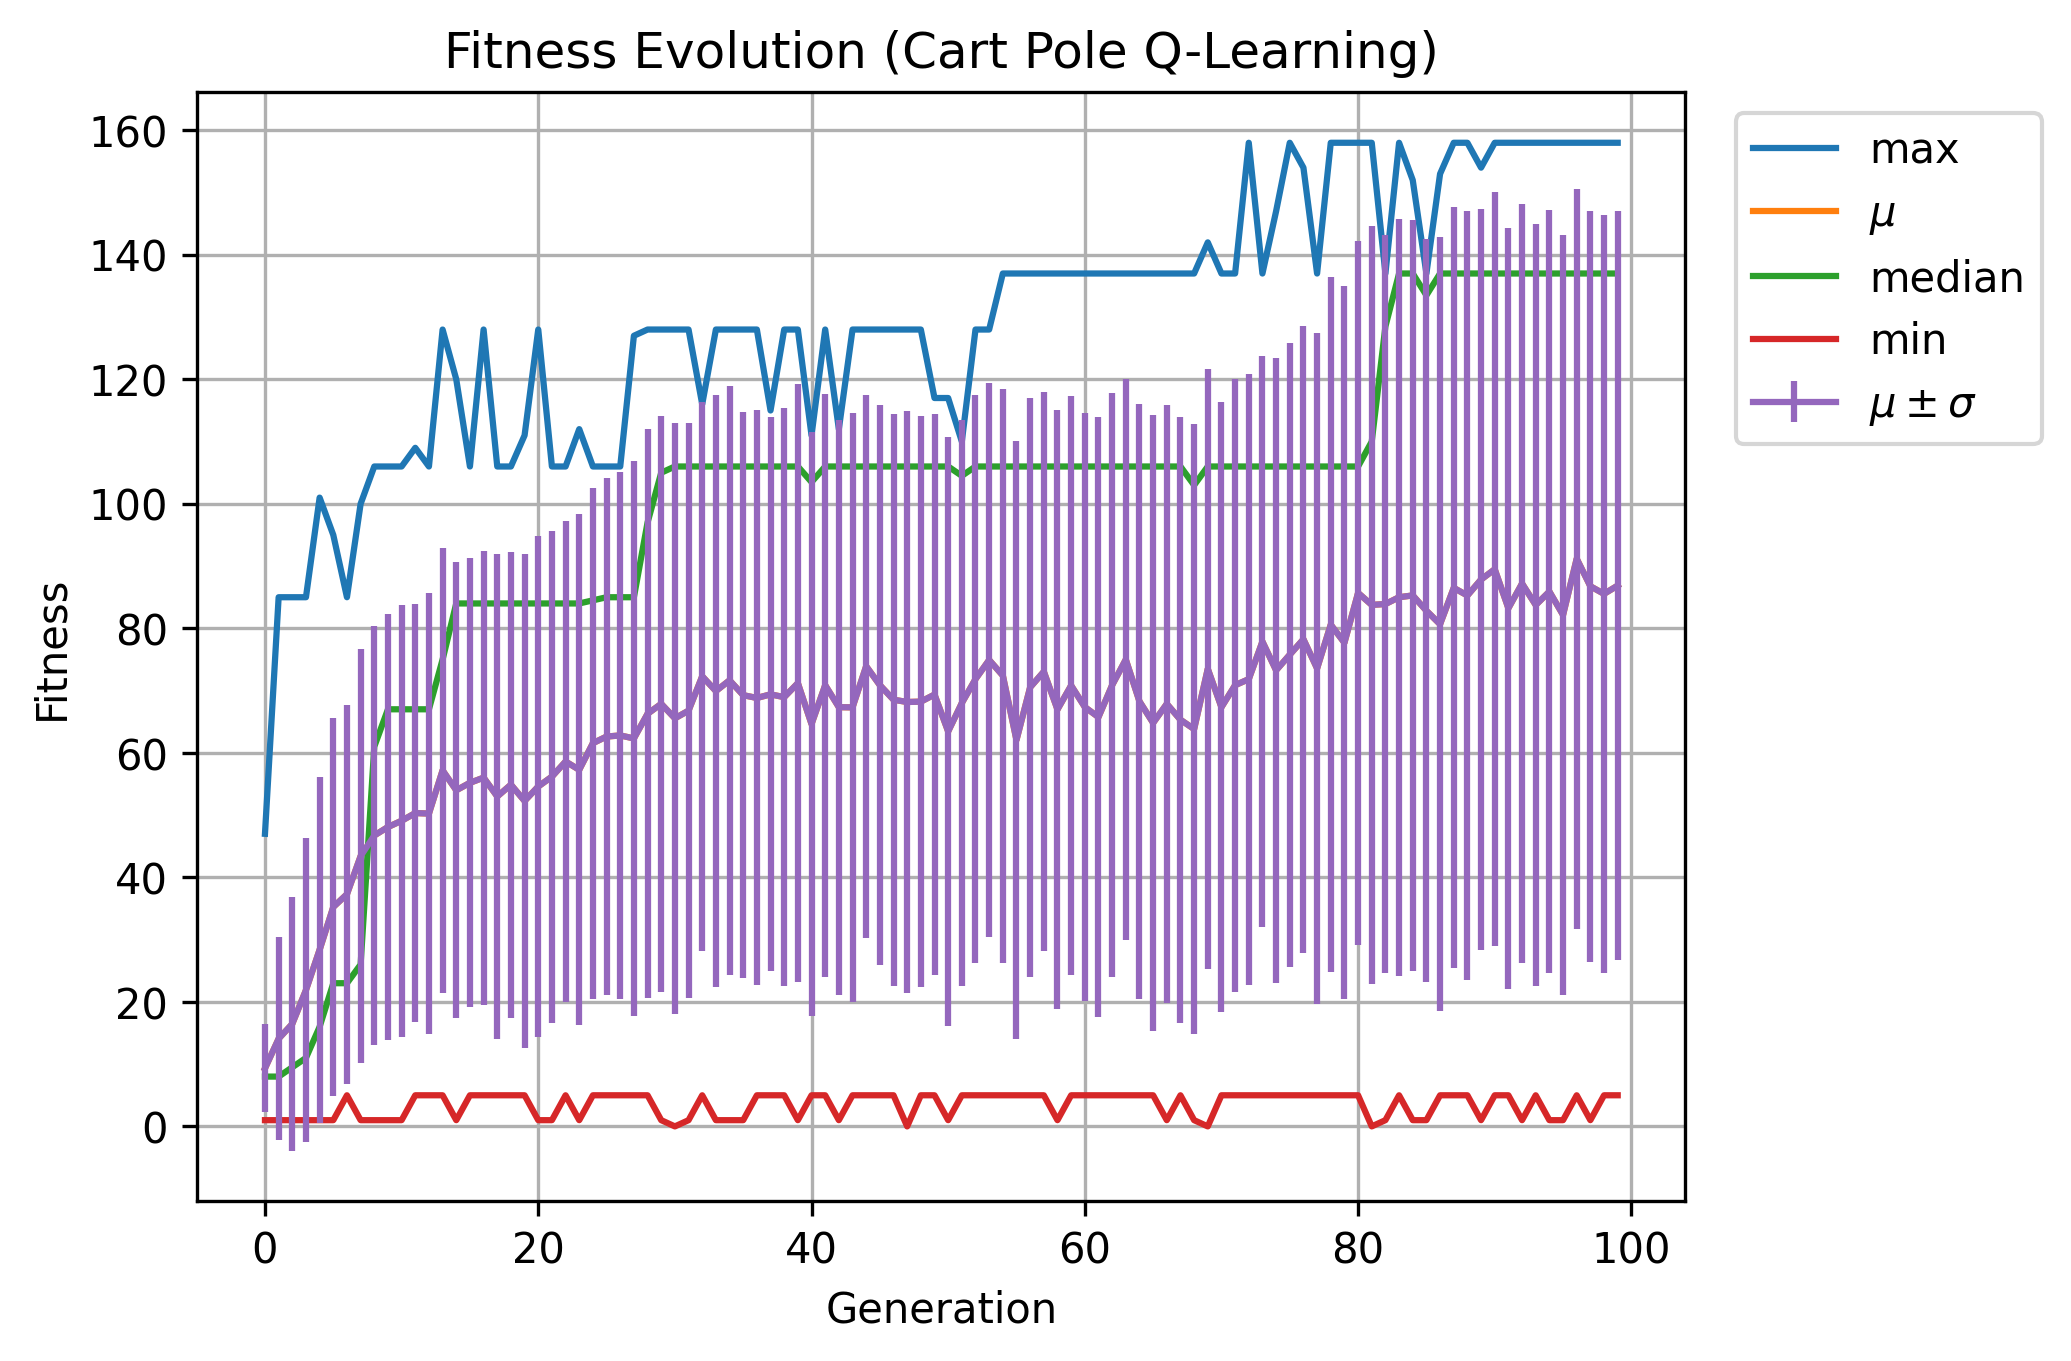 Fitness Evolution (Cart Pole Q-Learning)
max
μ
median
min
μ ± σ
160
140
120
100
80
60
40
20
0
Fitness
0 20 40 60 80 100
Generation